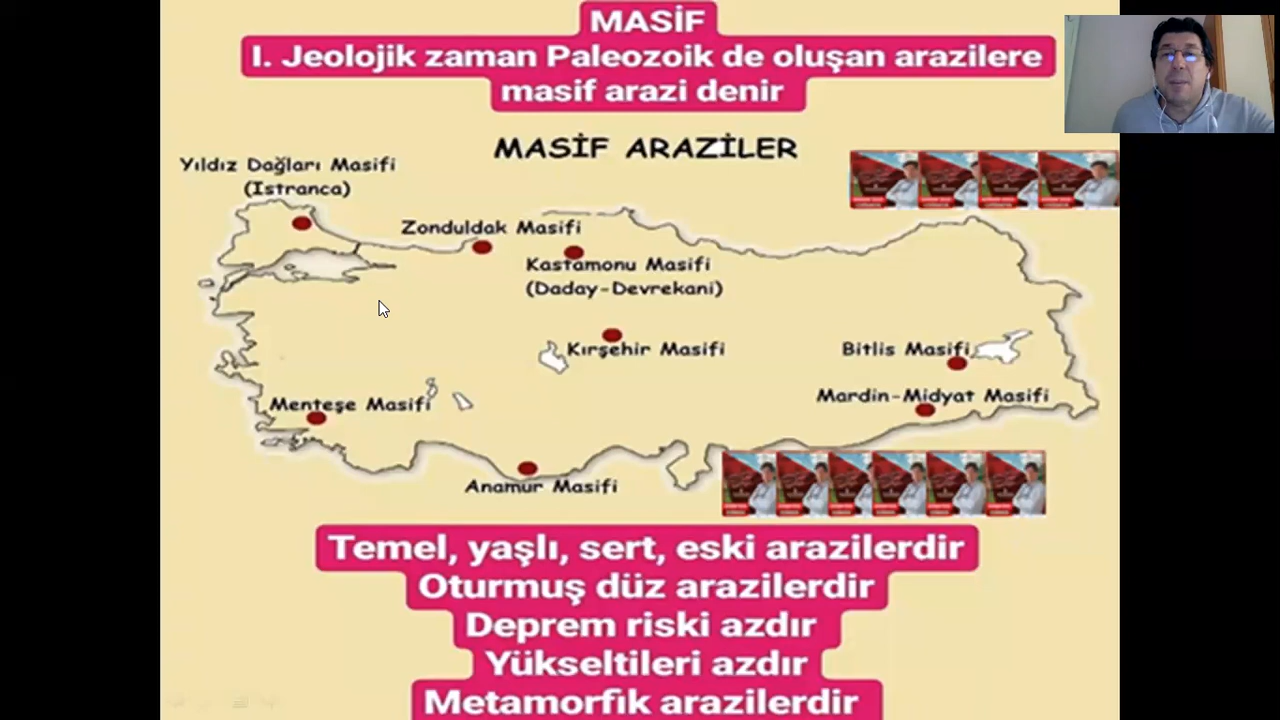 MASİF
I. Jeolojik zaman Paleozoik de oluşan arazilere
masif arazi denir
MASİF ARAZİLER
Yıldız Dağları Masifi
(Istranca)
Zonduldak Masifi
Kastamonu Masifi
(Daday-Devrekani)
Kırşehir Masifi
Bitlis Masifi
Mardin-Midyat Masifi
Menteşe Masifi
Anamur Masifi
Temel, yaşlı, sert, eski arazilerdir
Oturmuş düz arazilerdir
Deprem riski azdır
Yükseltileri azdır
Metamorfik arazilerdir